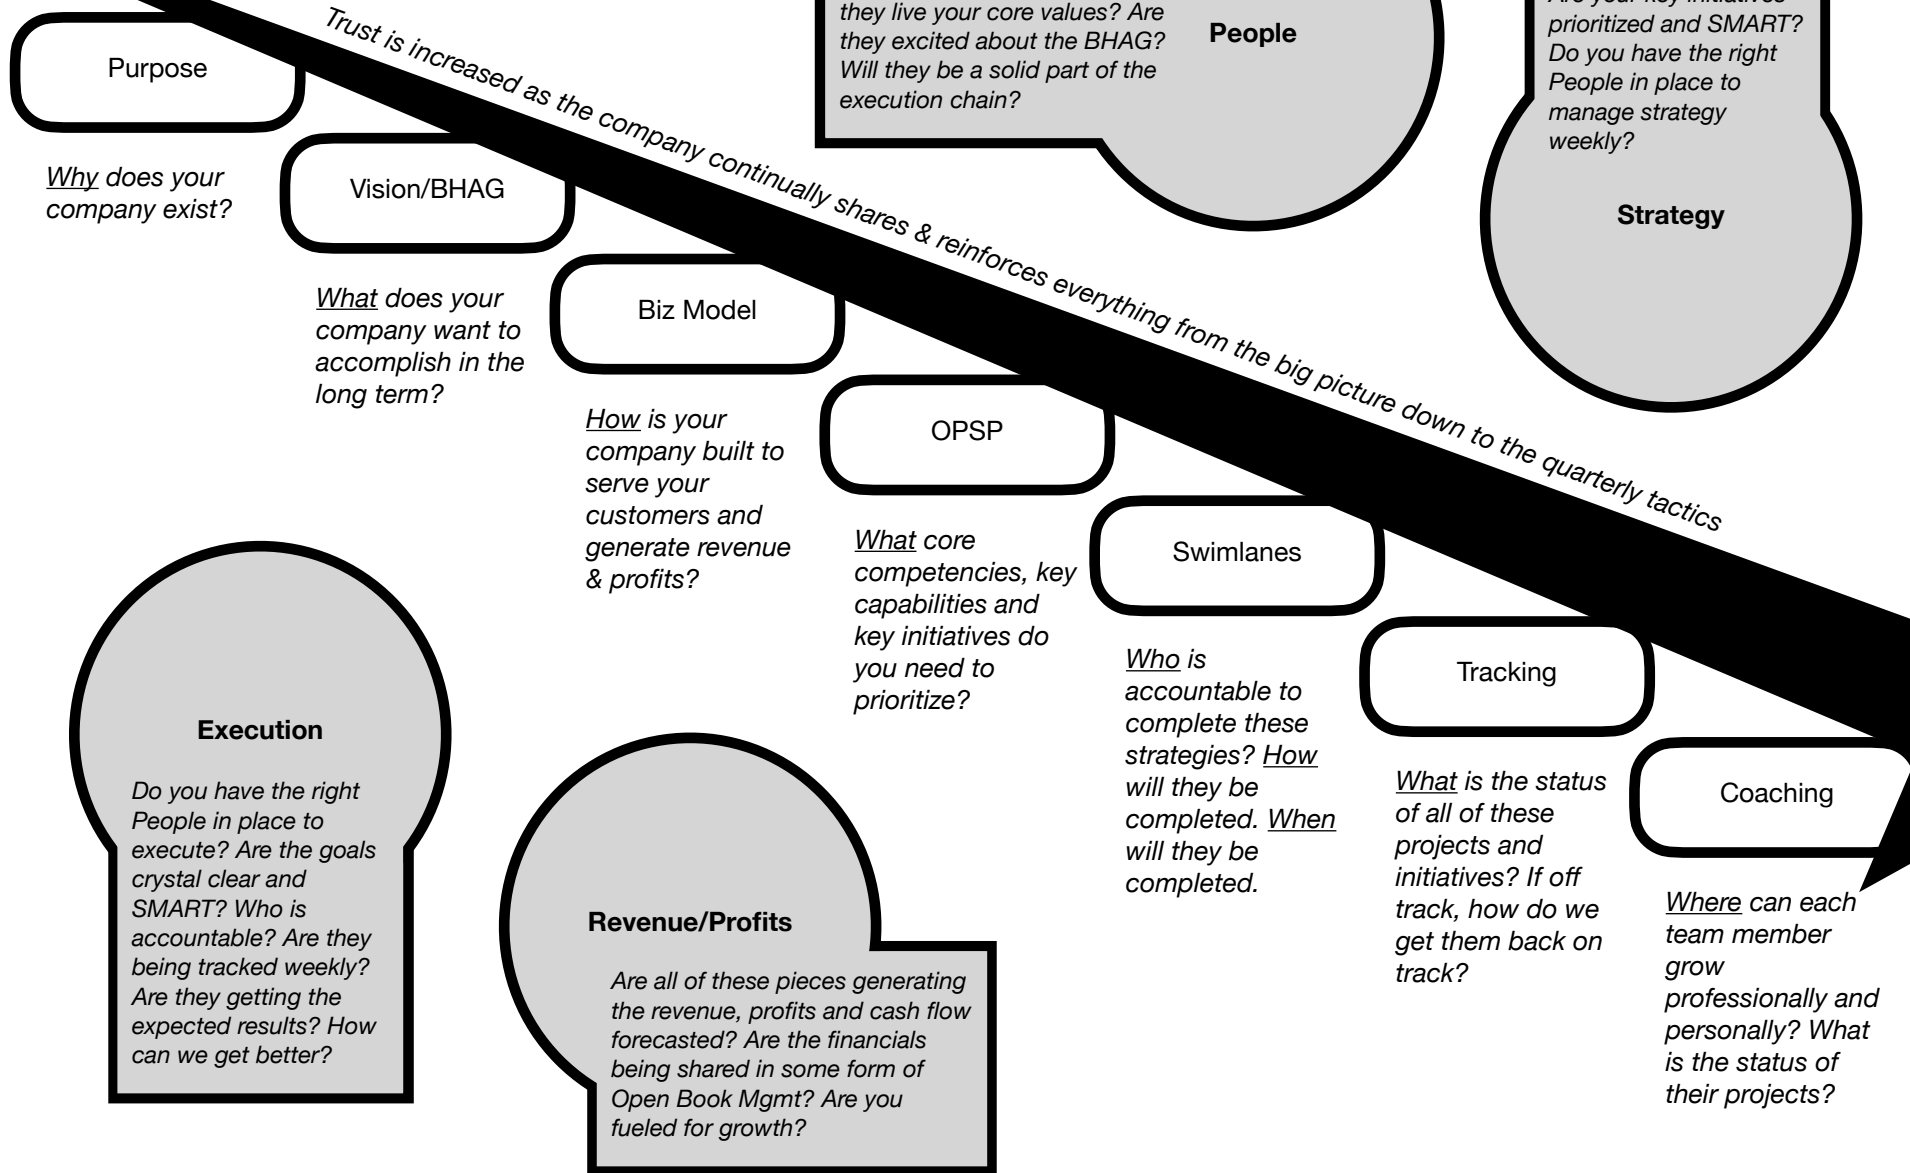 they live your core values? Are
they excited about the BHAG?
Will they be a solid part of the
execution chain?
People
Are your key initiatives
prioritized and SMART?
Do you have the right
People in place to
manage strategy
weekly?
Strategy
Trust is increased as the company continually shares & reinforces everything from the big picture down to the quarterly tactics
Purpose
Why does your
company exist?
Vision/BHAG
What does your
company want to
accomplish in the
long term?
Biz Model
How is your
company built to
serve your
customers and
generate revenue
& profits?
OPSP
What core
competencies, key
capabilities and
key initiatives do
you need to
prioritize?
Swimlanes
Who is
accountable to
complete these
strategies? How
will they be
completed. When
will they be
completed.
Tracking
What is the status
of all of these
projects and
initiatives? If off
track, how do we
get them back on
track?
Coaching
Where can each
team member
grow
professionally and
personally? What
is the status of
their projects?
Execution
Do you have the right
People in place to
execute? Are the goals
crystal clear and
SMART? Who is
accountable? Are they
being tracked weekly?
Are they getting the
expected results? How
can we get better?
Revenue/Profits
Are all of these pieces generating
the revenue, profits and cash flow
forecasted? Are the financials
being shared in some form of
Open Book Mgmt? Are you
fueled for growth?